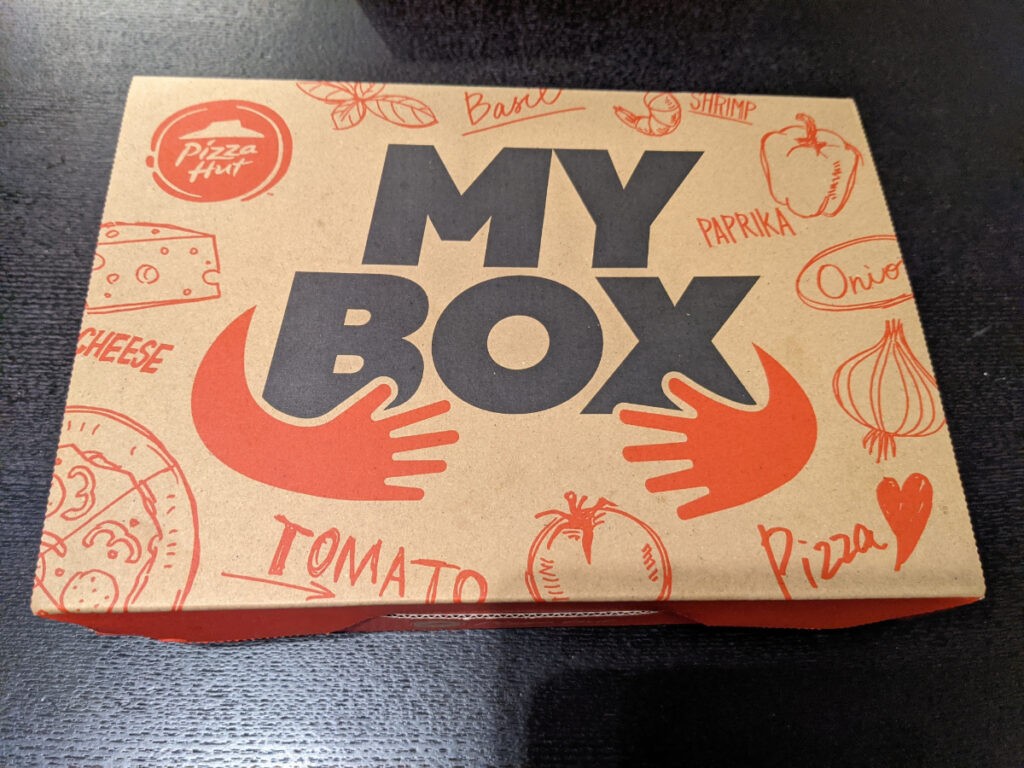 Pizza
Hut
Basil
SHRIMP
MY
BOX
PAPRIKA
Onio
CHEESE
TOMATO
Pizza